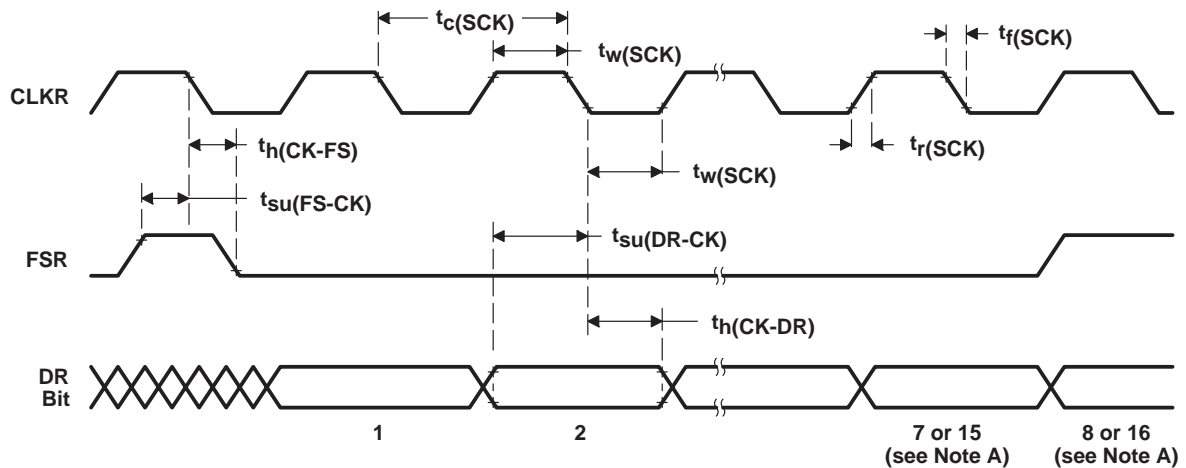 tc(SCK)
tw(SCK)
tf(SCK)
CLKR
th(CK-FS)
tr(SCK)
tw(SCK)
tsu(FS-CK)
tsu(DR-CK)
FSR
th(CK-DR)
DR
Bit
1
2
7 or 15
(see Note A)
8 or 16
(see Note A)